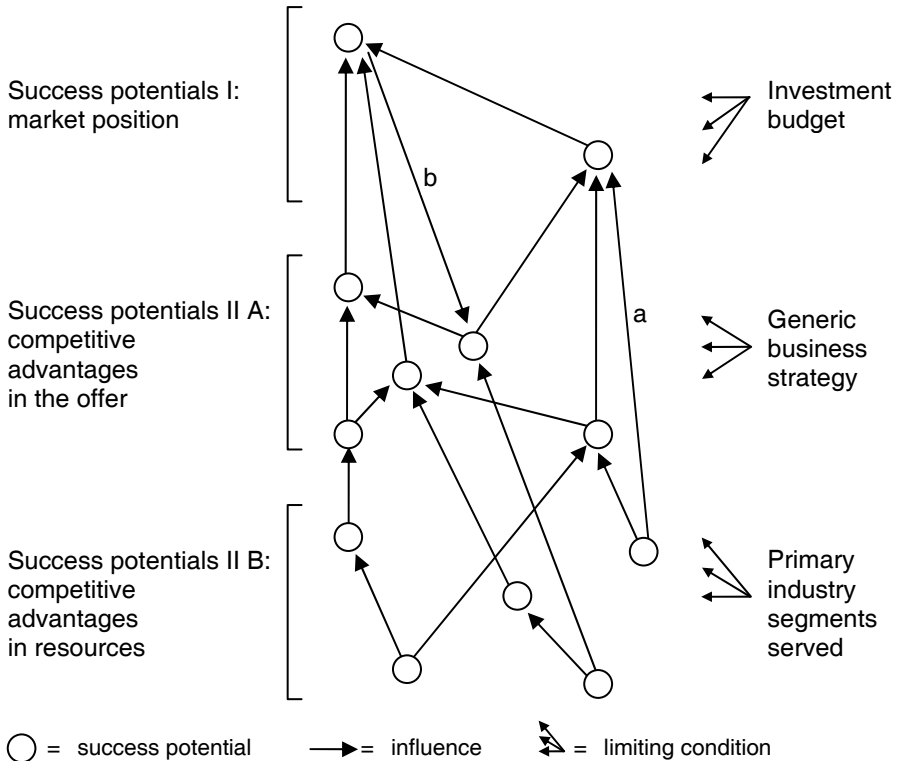 Success potentials I:
market position
Investment
budget
b
a
Success potentials II A:
competitive
advantages
in the offer
Generic
business
strategy
Success potentials II B:
competitive
advantages
in resources
Primary
industry
segments
served
= success potential
= influence
= limiting condition